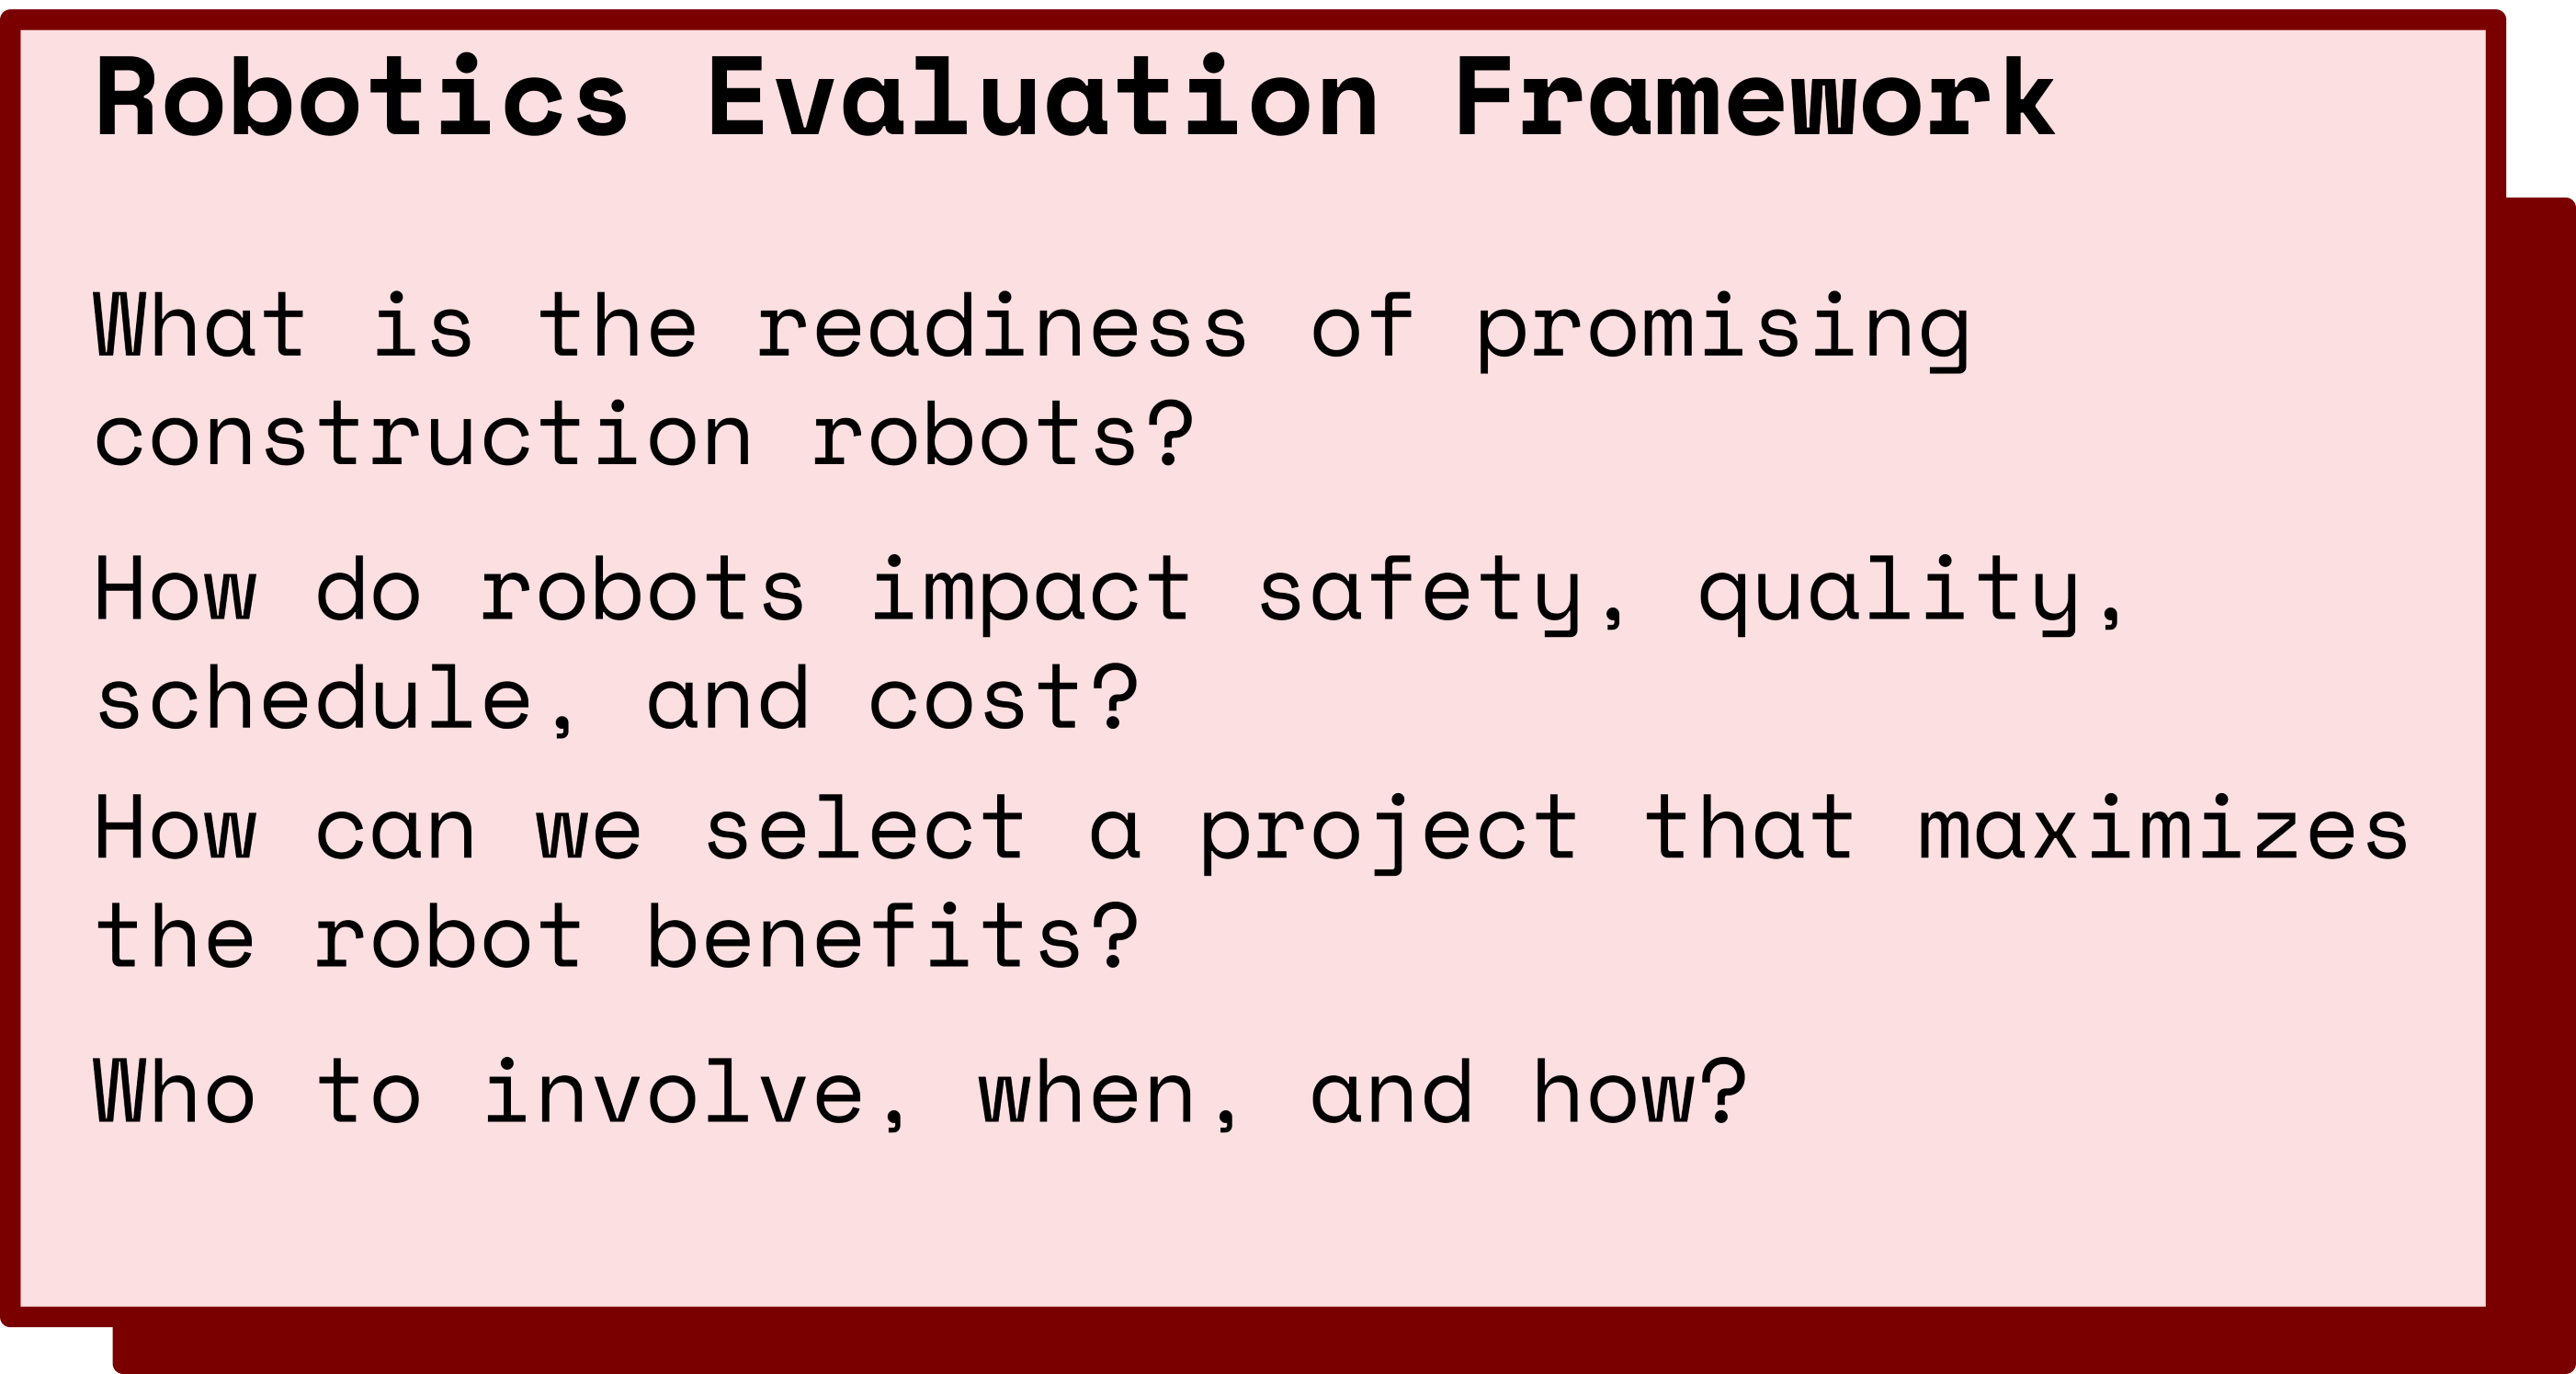 Robotics Evaluation Framework
What is the readiness of promising
construction robots?
How do robots impact safety, quality,
schedule, and cost?
How can we select a project that maximizes
the robot benefits?
Who to involve, when, and how?